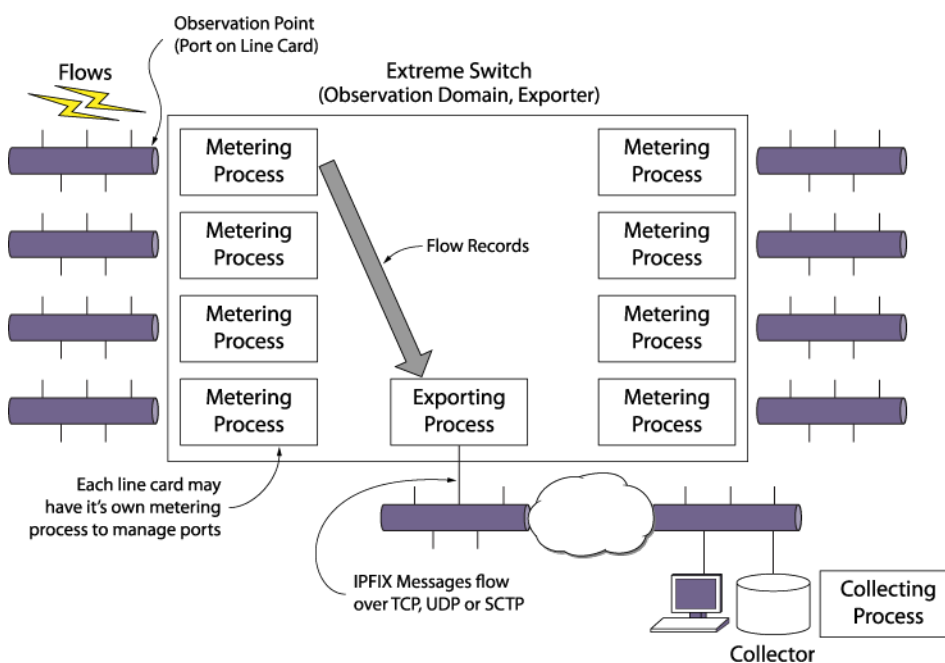 Observation Point
(Port on Line Card)
Flows
Extreme Switch
(Observation Domain, Exporter)
Metering
Process
Metering
Process
Metering
Process
Metering
Process
Flow Records
Metering
Process
Metering
Process
Metering
Process
Exporting
Process
Metering
Process
Each line card may
have it's own metering
process to manage ports
IPFIX Messages flow
over TCP, UDP or SCTP
Collecting
Process
Collector